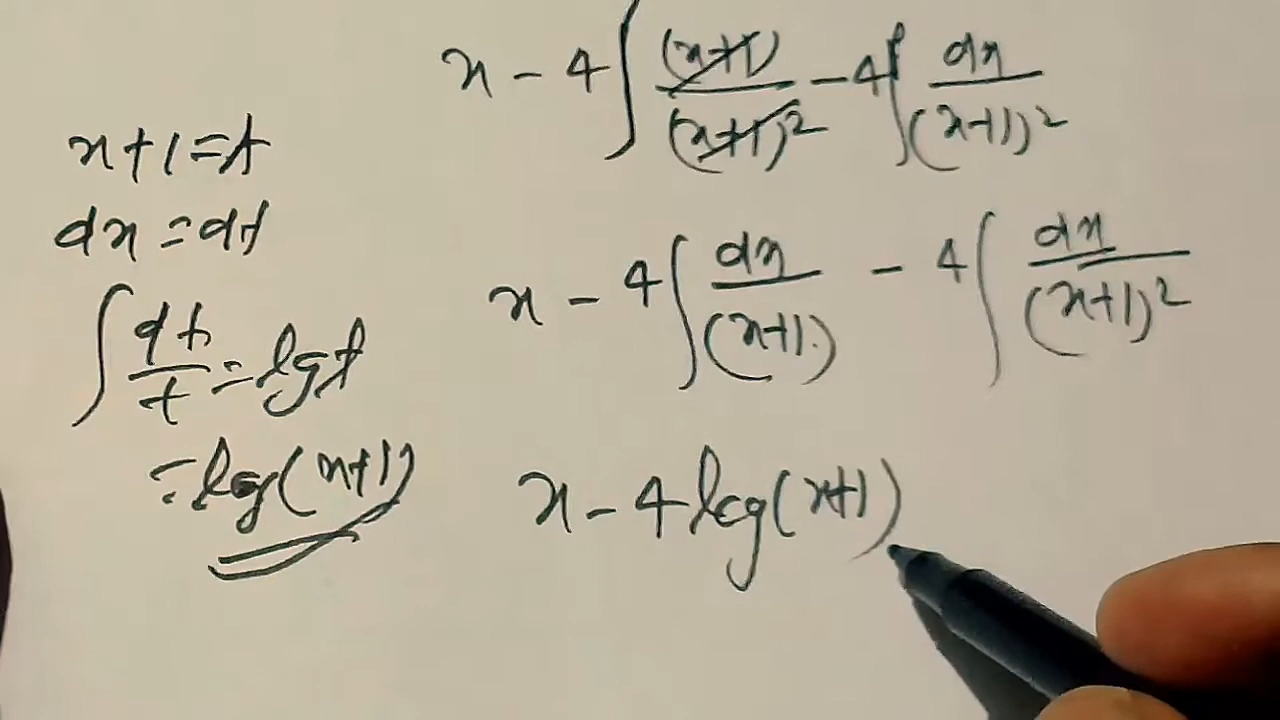 x - 4∫(x+1)/(x+1)² - 4∫dx/(x+1)²
x+1=t
dx=dt
∫dt/t = log t
= log(x+1)
x - 4∫dx/(x+1) - 4∫dx/(x+1)²
x - 4 log(x+1)